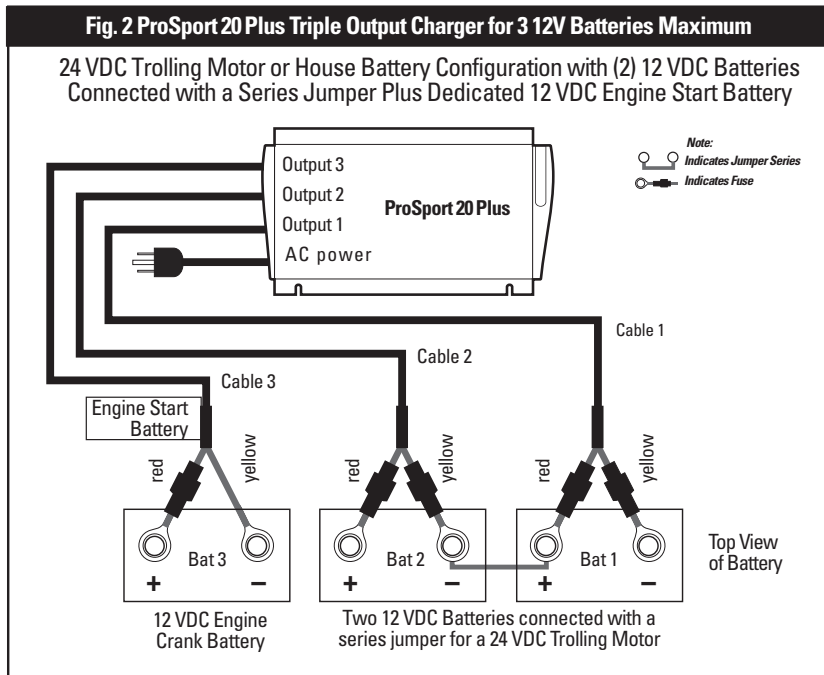 Fig. 2 ProSport 20 Plus Triple Output Charger for 3 12V Batteries Maximum
24 VDC Trolling Motor or House Battery Configuration with (2) 12 VDC Batteries
Connected with a Series Jumper Plus Dedicated 12 VDC Engine Start Battery
Note:
Indicates Jumper Series
Indicates Fuse
Output 3
Output 2
Output 1
AC power
ProSport 20 Plus
Cable 1
Cable 2
Cable 3
Engine Start
Battery
red
yellow
red
yellow
red
yellow
Bat 3
+
−
Bat 2
+
−
Bat 1
+
−
Top View
of Battery
12 VDC Engine
Crank Battery
Two 12 VDC Batteries connected with a
series jumper for a 24 VDC Trolling Motor